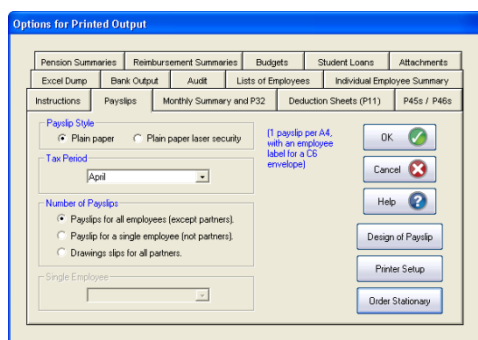 Options for Printed Output
Pension Summaries Reimbursement Summaries Budgets Student Loans Attachments
Excel Dump Bank Output Audit Lists of Employees Individual Employee Summary
Instructions Payslips Monthly Summary and P32 Deduction Sheets (P11) P45s / P46s
Payslip Style
Plain paper Plain paper laser security
(1 payslip per A4,
with an employee
label for a C6
envelope)
OK
Tax Period
April
Cancel
Help
Number of Payslips
Payslips for all employees (except partners).
Payslip for a single employee (not partners).
Drawings slips for all partners.
Design of Payslip
Printer Setup
Single Employee
Order Stationary